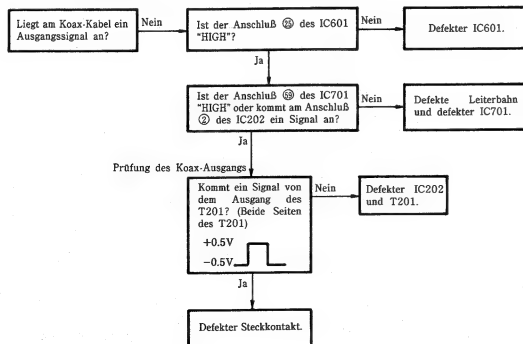 Liegt am Koax-Kabel ein
Ausgangssignal an?
Nein
Ist der Anschluß ㉕ des IC601
"HIGH"?
Nein
Defekter IC601.
Ja
Ist der Anschluß 59 des IC701
"HIGH" oder kommt am Anschluß
② des IC202 ein Signal an?
Nein
Defekte Leiterbahn
und defekter IC701.
Ja
Prüfung des Koax-Ausgangs
Kommt ein Signal von
dem Ausgang des
T201? (Beide Seiten
des T201)
+0.5V
−0.5V
Nein
Defekter IC202
und T201.
Ja
Defekter Steckkontakt.